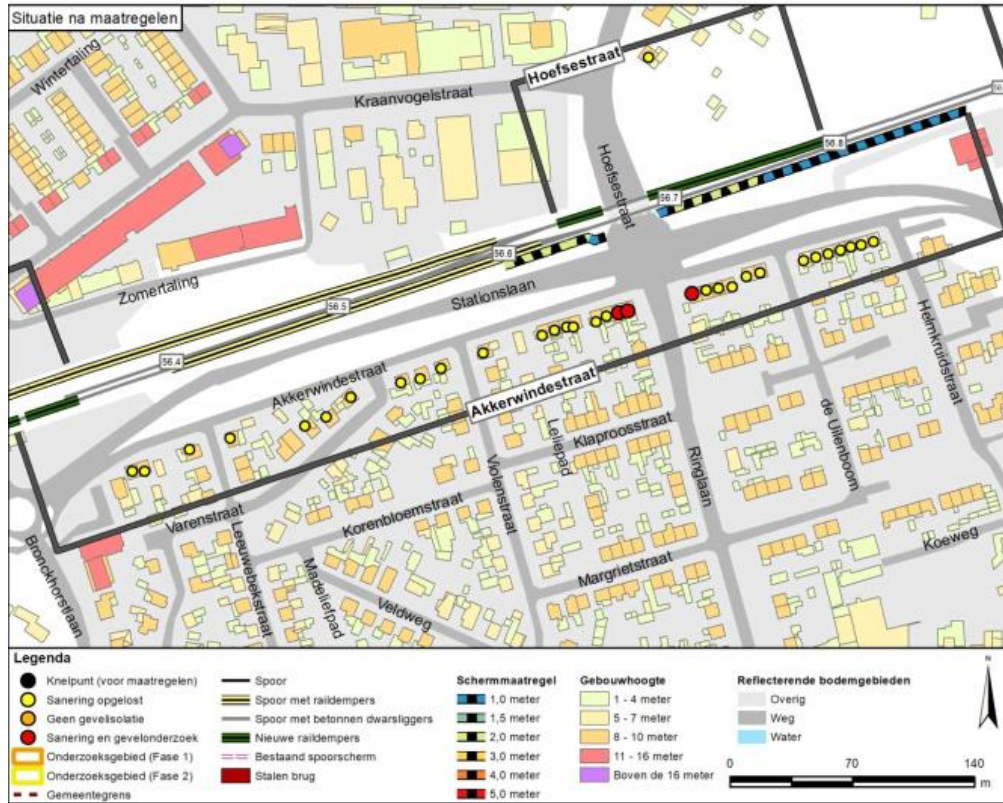 Situatie na maatregelen
Wintertaling
Kraanvogelstraat
Hoefsestraat
Hoefsestraat
56.8
56.7
56.6
56.5
56.4
Zomertaling
Stationslaan
Akkerwindestraat
Akkerwindestraat
Helmkruidstraat
Leliepad
Klaproosstraat
de Uilenboom
Violenstraat
Ringlaan
Varenstraat
Korenbloemstraat
Leeuwebekstraat
Madeliefpad
Margrietstraat
Koeweg
Bronckhorstlaan
Veldweg
Legenda
Knelpunt (voor maatregelen)
Sanering opgelost
Geen gevelisolatie
Sanering en gevelonderzoek
Onderzoeksgebied (Fase 1)
Onderzoeksgebied (Fase 2)
Gemeentegrens
Spoor
Spoor met raildempers
Spoor met betonnen dwarsliggers
Nieuwe raildempers
Bestaand spoorscherm
Stalen brug
Schermmaatregel
1,0 meter
1,5 meter
2,0 meter
3,0 meter
4,0 meter
5,0 meter
Gebouwhoogte
1 - 4 meter
5 - 7 meter
8 - 10 meter
11 - 16 meter
Boven de 16 meter
Reflecterende bodemgebieden
Overig
Weg
Water
N
0 70 140
m